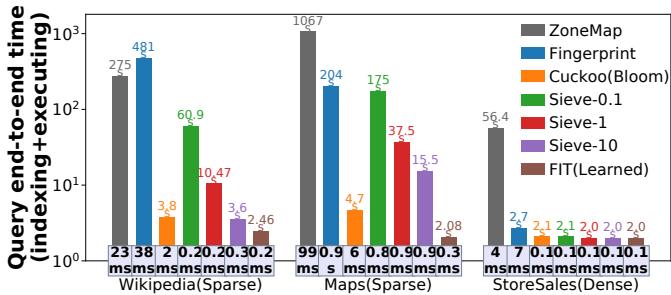 Query end-to-end time
(indexing+executing)
10³
10²
10¹
10⁰
275 s
481 s
3.8 s
60.9 s
10.47 s
3.6 s
2.46 s
1067 s
204 s
4.7 s
175 s
37.5 s
15.5 s
2.08 s
56.4 s
2.7 s
2.1 s
2.1 s
2.0 s
2.0 s
2.0 s
ZoneMap
Fingerprint
Cuckoo(Bloom)
Sieve-0.1
Sieve-1
Sieve-10
FIT(Learned)
23 ms
38 ms
2 ms
0.2 ms
0.2 ms
0.3 ms
0.2 ms
99 ms
0.9 s
6 ms
0.8 ms
0.9 ms
0.9 ms
0.3 ms
4 ms
7 ms
0.1 ms
0.1 ms
0.1 ms
0.1 ms
0.1 ms
Wikipedia(Sparse)
Maps(Sparse)
StoreSales(Dense)